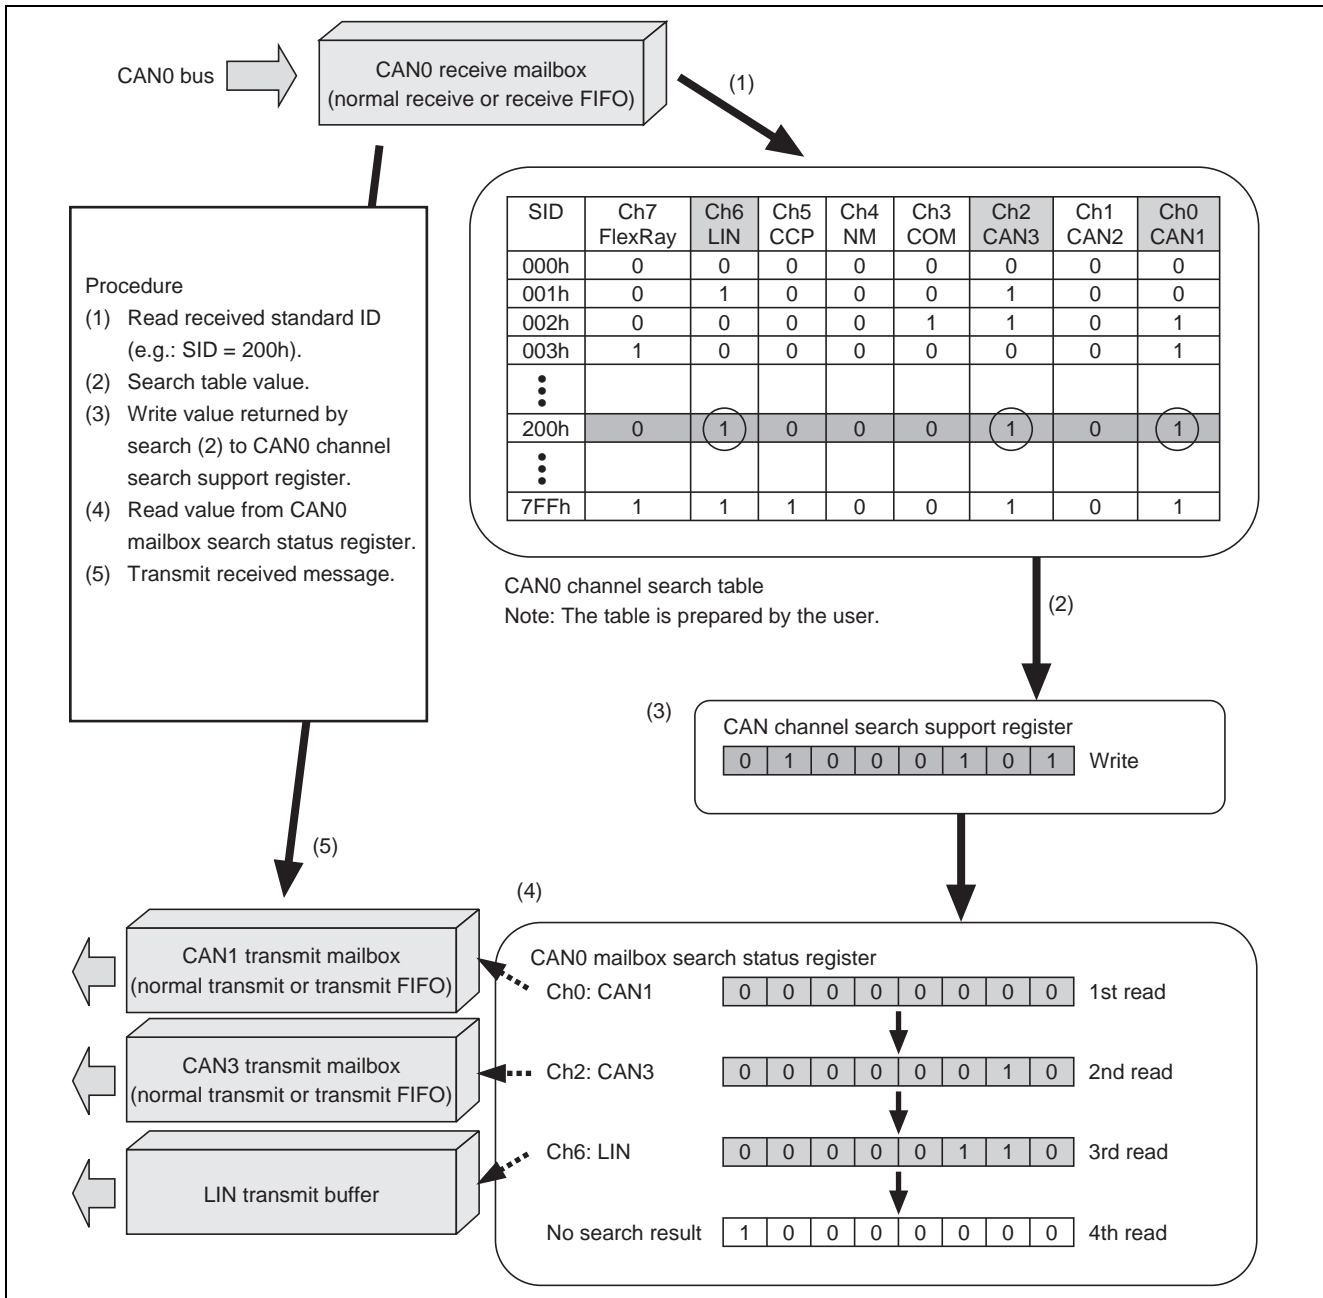 CAN0 bus
CAN0 receive mailbox
(normal receive or receive FIFO)
(1)
SID Ch7 Ch6 Ch5 Ch4 Ch3 Ch2 Ch1 Ch0
FlexRay LIN CCP NM COM CAN3 CAN2 CAN1
000h 0 0 0 0 0 0 0 0
001h 0 1 0 0 0 1 0 0
002h 0 0 0 0 1 1 0 1
003h 1 0 0 0 0 0 0 1
200h 0 1 0 0 0 1 0 1
7FFh 1 1 1 0 0 1 0 1
Procedure
(1) Read received standard ID
(e.g.: SID = 200h).
(2) Search table value.
(3) Write value returned by
search (2) to CAN0 channel
search support register.
(4) Read value from CAN0
mailbox search status register.
(5) Transmit received message.
CAN0 channel search table
Note: The table is prepared by the user.
(2)
(3)
CAN channel search support register
0 1 0 0 0 1 0 1 Write
(5)
(4)
CAN1 transmit mailbox
(normal transmit or transmit FIFO)
CAN3 transmit mailbox
(normal transmit or transmit FIFO)
LIN transmit buffer
CAN0 mailbox search status register
Ch0: CAN1 0 0 0 0 0 0 0 0 1st read
Ch2: CAN3 0 0 0 0 0 0 1 0 2nd read
Ch6: LIN 0 0 0 0 0 1 1 0 3rd read
No search result 1 0 0 0 0 0 0 0 4th read